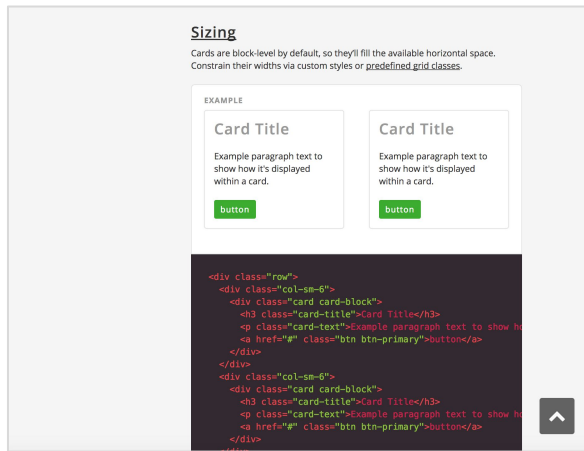 Sizing
Cards are block-level by default, so they'll fill the available horizontal space.
Constrain their widths via custom styles or predefined grid classes.
EXAMPLE
Card Title
Example paragraph text to
show how it's displayed
within a card.
button
Card Title
Example paragraph text to
show how it's displayed
within a card.
button
<div class="row">
<div class="col-sm-6">
<div class="card card-block">
<h3 class="card-title">Card Title</h3>
<p class="card-text">Example paragraph text to show ho
<a href="#" class="btn btn-primary">button</a>
</div>
</div>
<div class="col-sm-6">
<div class="card card-block">
<h3 class="card-title">Card Title</h3>
<p class="card-text">Example paragraph text to show ho
<a href="#" class="btn btn-primary">button</a>
</div>